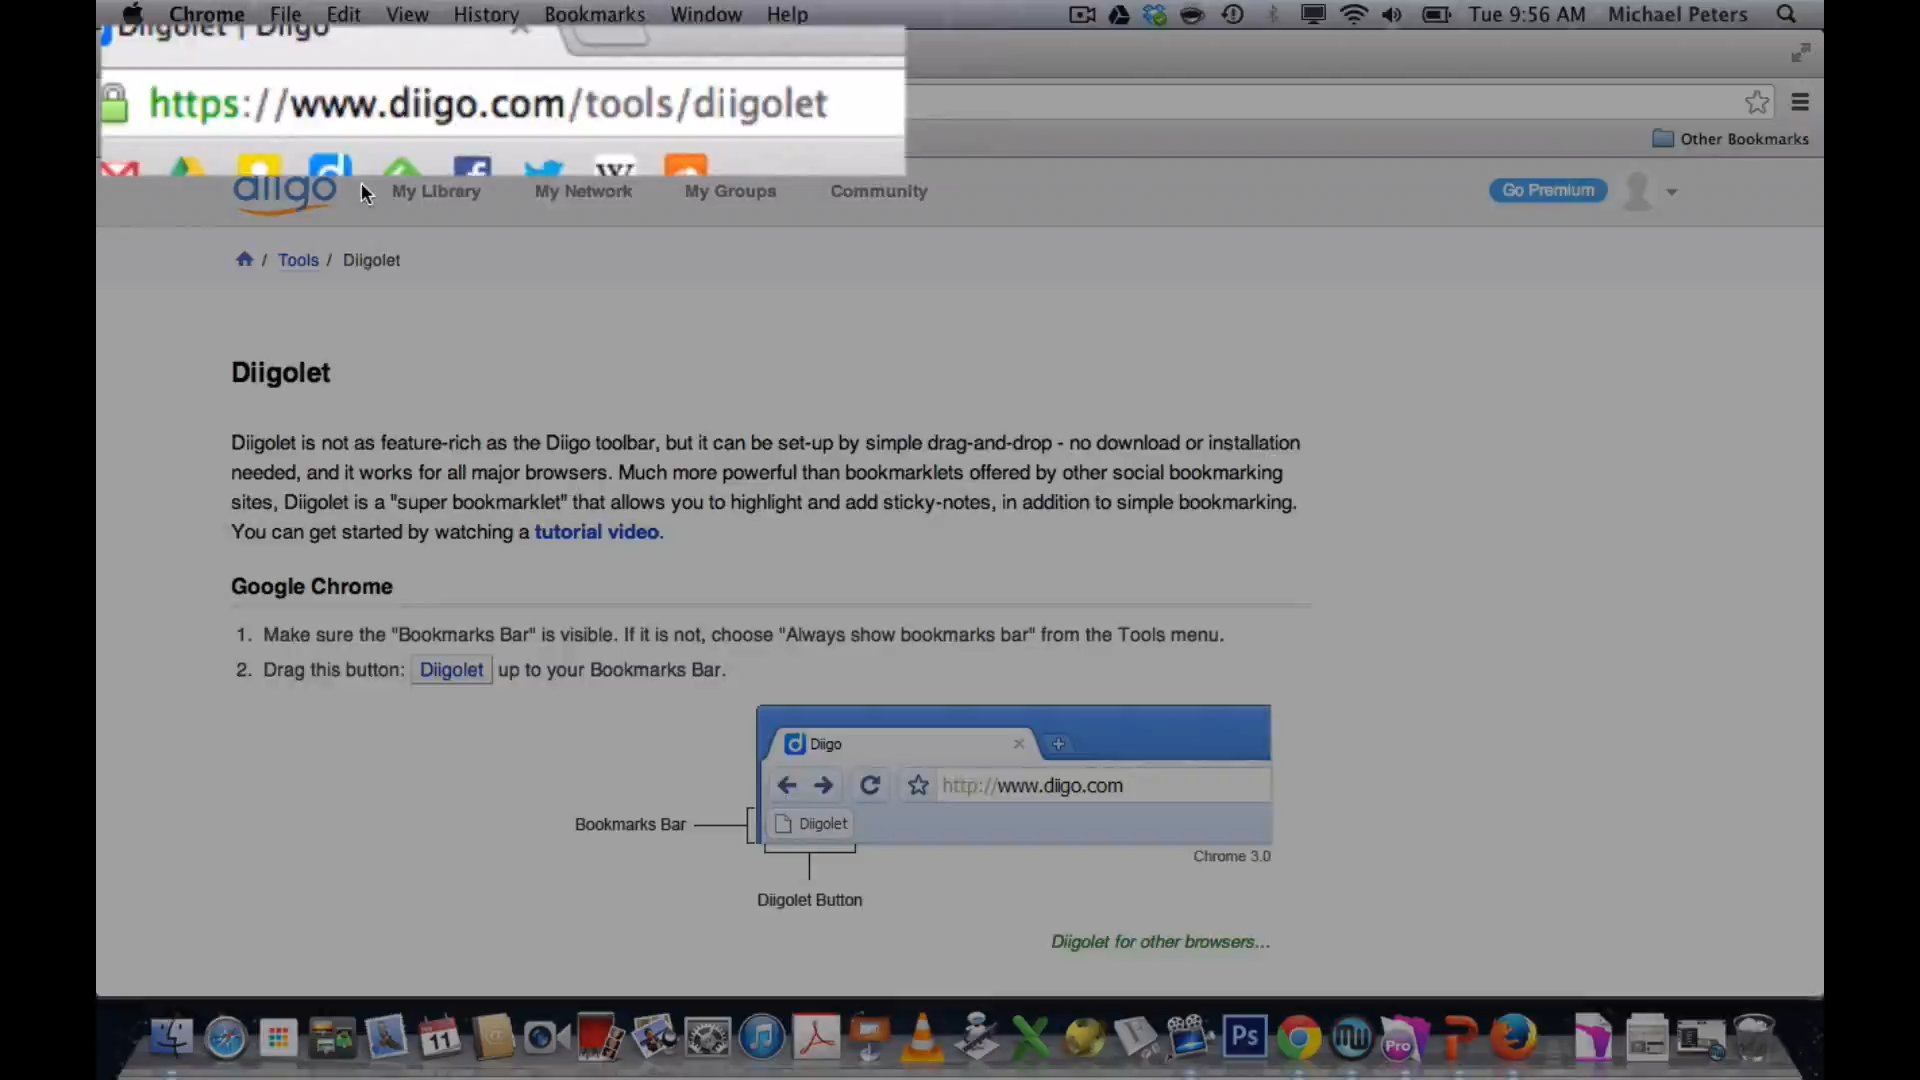 Chrome File Edit View History Bookmarks Window Help Tue 9:56 AM Michael Peters
Diigolet | Diigo
https://www.diigo.com/tools/diigolet
Other Bookmarks
W
diigo My Library My Network My Groups Community Go Premium
/ Tools / Diigolet
Diigolet
Diigolet is not as feature-rich as the Diigo toolbar, but it can be set-up by simple drag-and-drop - no download or installation
needed, and it works for all major browsers. Much more powerful than bookmarklets offered by other social bookmarking
sites, Diigolet is a "super bookmarklet" that allows you to highlight and add sticky-notes, in addition to simple bookmarking.
You can get started by watching a tutorial video.
Google Chrome
1. Make sure the "Bookmarks Bar" is visible. If it is not, choose "Always show bookmarks bar" from the Tools menu.
2. Drag this button: Diigolet up to your Bookmarks Bar.
Diigo
http://www.diigo.com
Bookmarks Bar
Diigolet
Chrome 3.0
Diigolet Button
Diigolet for other browsers...
11
Ps
Pro